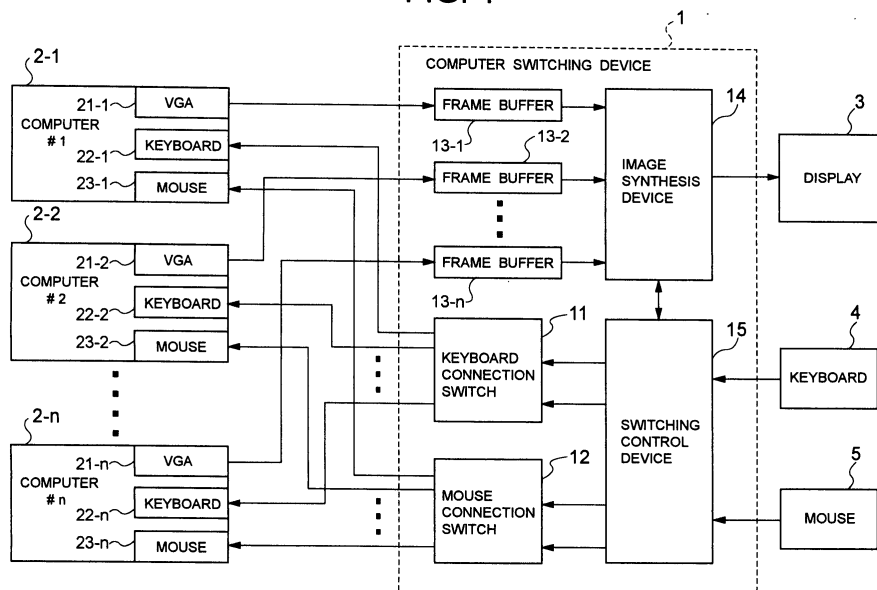 1
COMPUTER SWITCHING DEVICE
2-1
COMPUTER
# 1
21-1
VGA
22-1
KEYBOARD
23-1
MOUSE
2-2
COMPUTER
# 2
21-2
VGA
22-2
KEYBOARD
23-2
MOUSE
2-n
COMPUTER
# n
21-n
VGA
22-n
KEYBOARD
23-n
MOUSE
FRAME BUFFER
13-1
13-2
FRAME BUFFER
FRAME BUFFER
13-n
14
IMAGE
SYNTHESIS
DEVICE
3
DISPLAY
11
KEYBOARD
CONNECTION
SWITCH
12
MOUSE
CONNECTION
SWITCH
15
SWITCHING
CONTROL
DEVICE
4
KEYBOARD
5
MOUSE